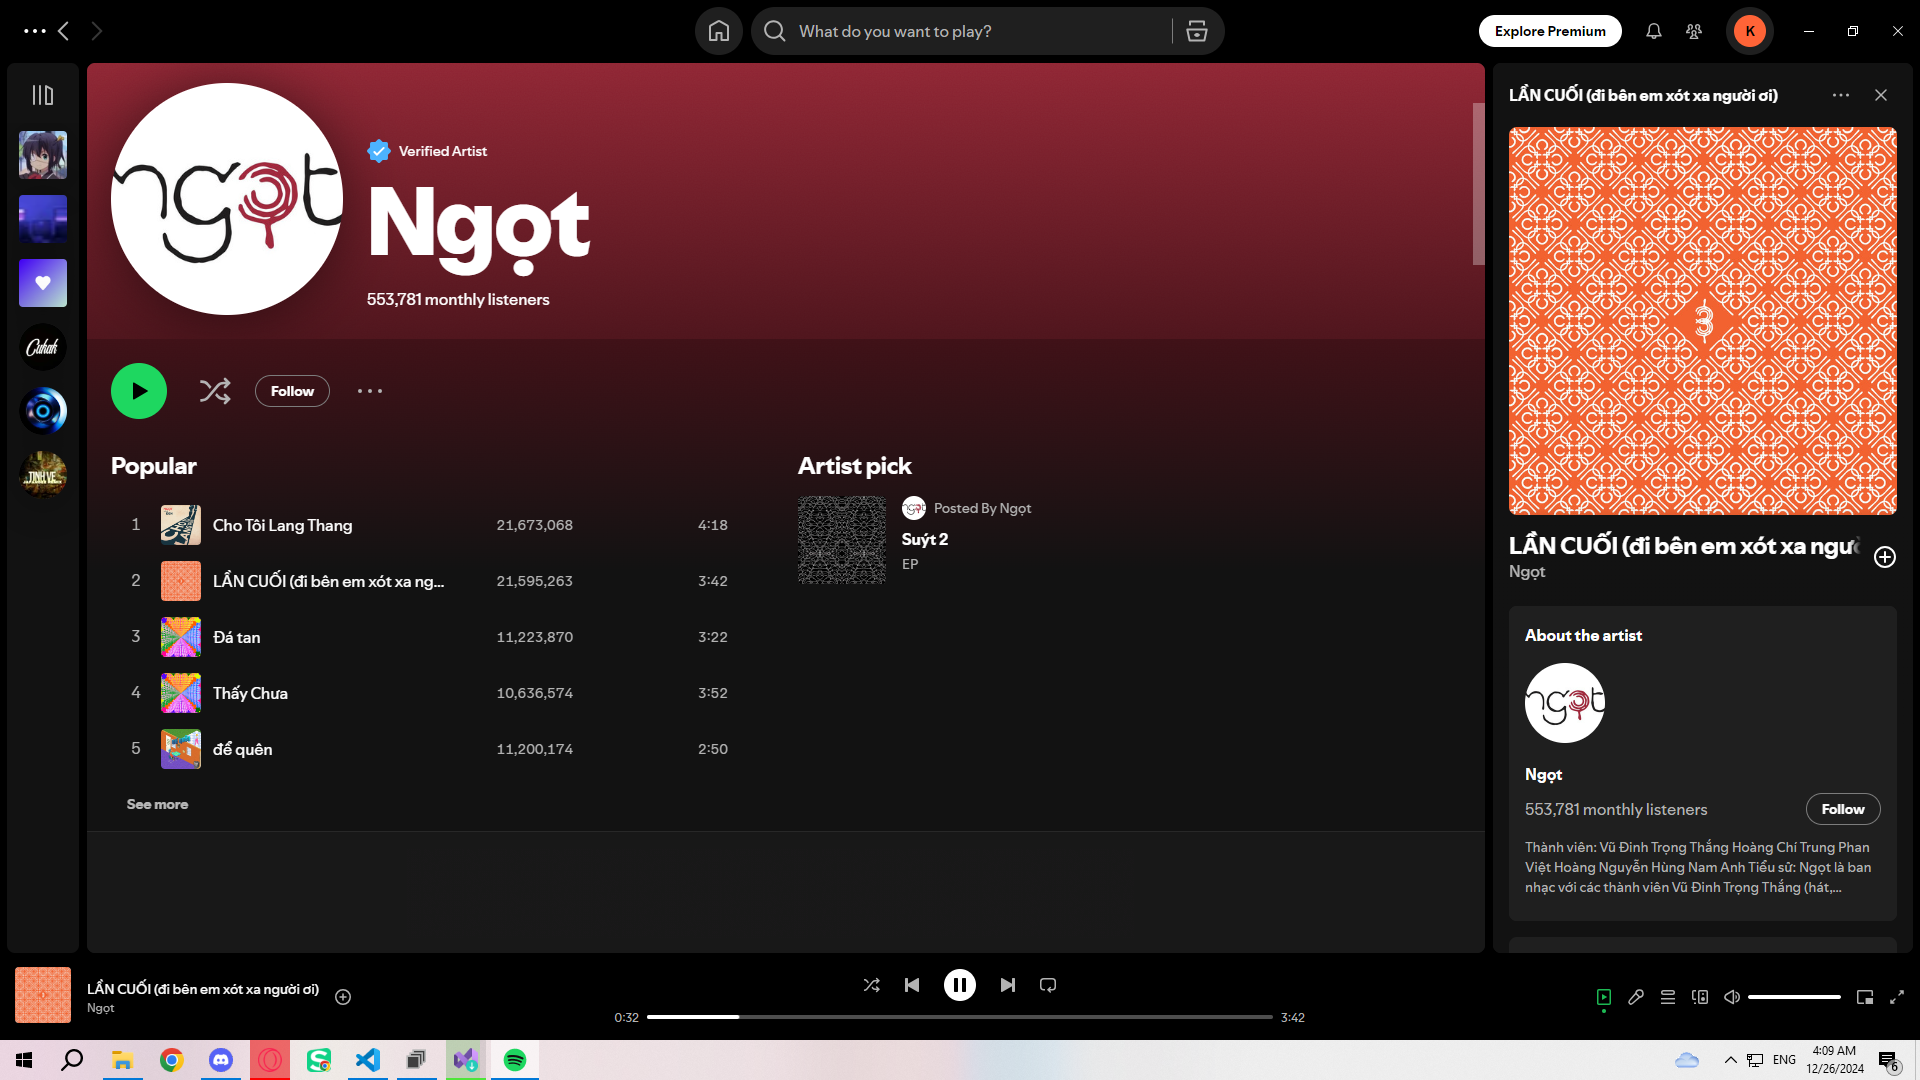 What do you want to play?
Explore Premium
K
Cuhak
ngọt
Verified Artist
Ngọt
553,781 monthly listeners
Follow
Popular
1 Cho Tôi Lang Thang 21,673,068 4:18
2 LẦN CUỐI (đi bên em xót xa ng... 21,595,263 3:42
3 Đá tan 11,223,870 3:22
4 Thấy Chưa 10,636,574 3:52
5 để quên 11,200,174 2:50
See more
Artist pick
ngọt
Posted By Ngọt
Suýt 2
EP
LẦN CUỐI (đi bên em xót xa người ơi)
3
LẦN CUỐI (đi bên em xót xa người
Ngọt
About the artist
ngọt
Ngọt
553,781 monthly listeners
Follow
Thành viên: Vũ Đinh Trọng Thắng Hoàng Chí Trung Phan
Việt Hoàng Nguyễn Hùng Nam Anh Tiểu sử: Ngọt là ban
nhạc với các thành viên Vũ Đinh Trọng Thắng (hát,...
LẦN CUỐI (đi bên em xót xa người ơi)
Ngọt
0:32
3:42
ENG
4:09 AM
12/26/2024
6